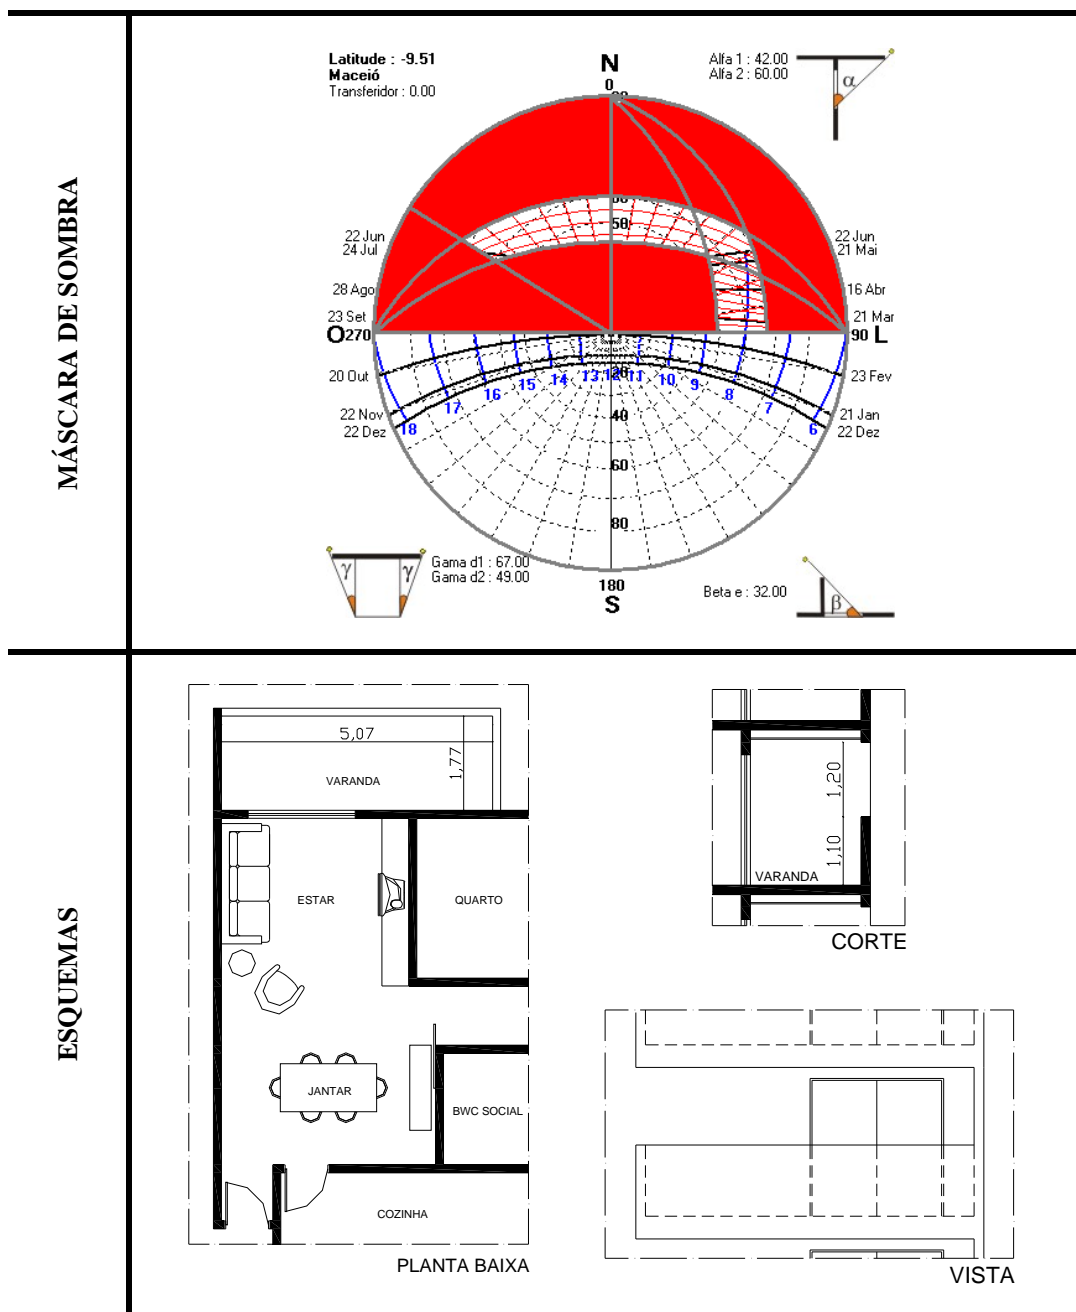 MÁSCARA DE SOMBRA
Latitude : -9.51
Maceió
Transferidor : 0.00
N
0
Alfa 1 : 42.00
Alfa 2 : 60.00
α
50
22 Jun
24 Jul
28 Ago
23 Set
O 270
20 Out
22 Nov
22 Dez
22 Jun
21 Mai
16 Abr
21 Mar
90 L
23 Fev
21 Jan
22 Dez
18 17 16 15 14 13 12 11 10 9 8 7 6
20
40
60
80
180
S
γ γ
Gama d1 : 67.00
Gama d2 : 49.00
Beta e : 32.00
β
ESQUEMAS
5,07
1,77
VARANDA
ESTAR
QUARTO
JANTAR
BWC SOCIAL
COZINHA
PLANTA BAIXA
1,20
1,10
VARANDA
CORTE
VISTA